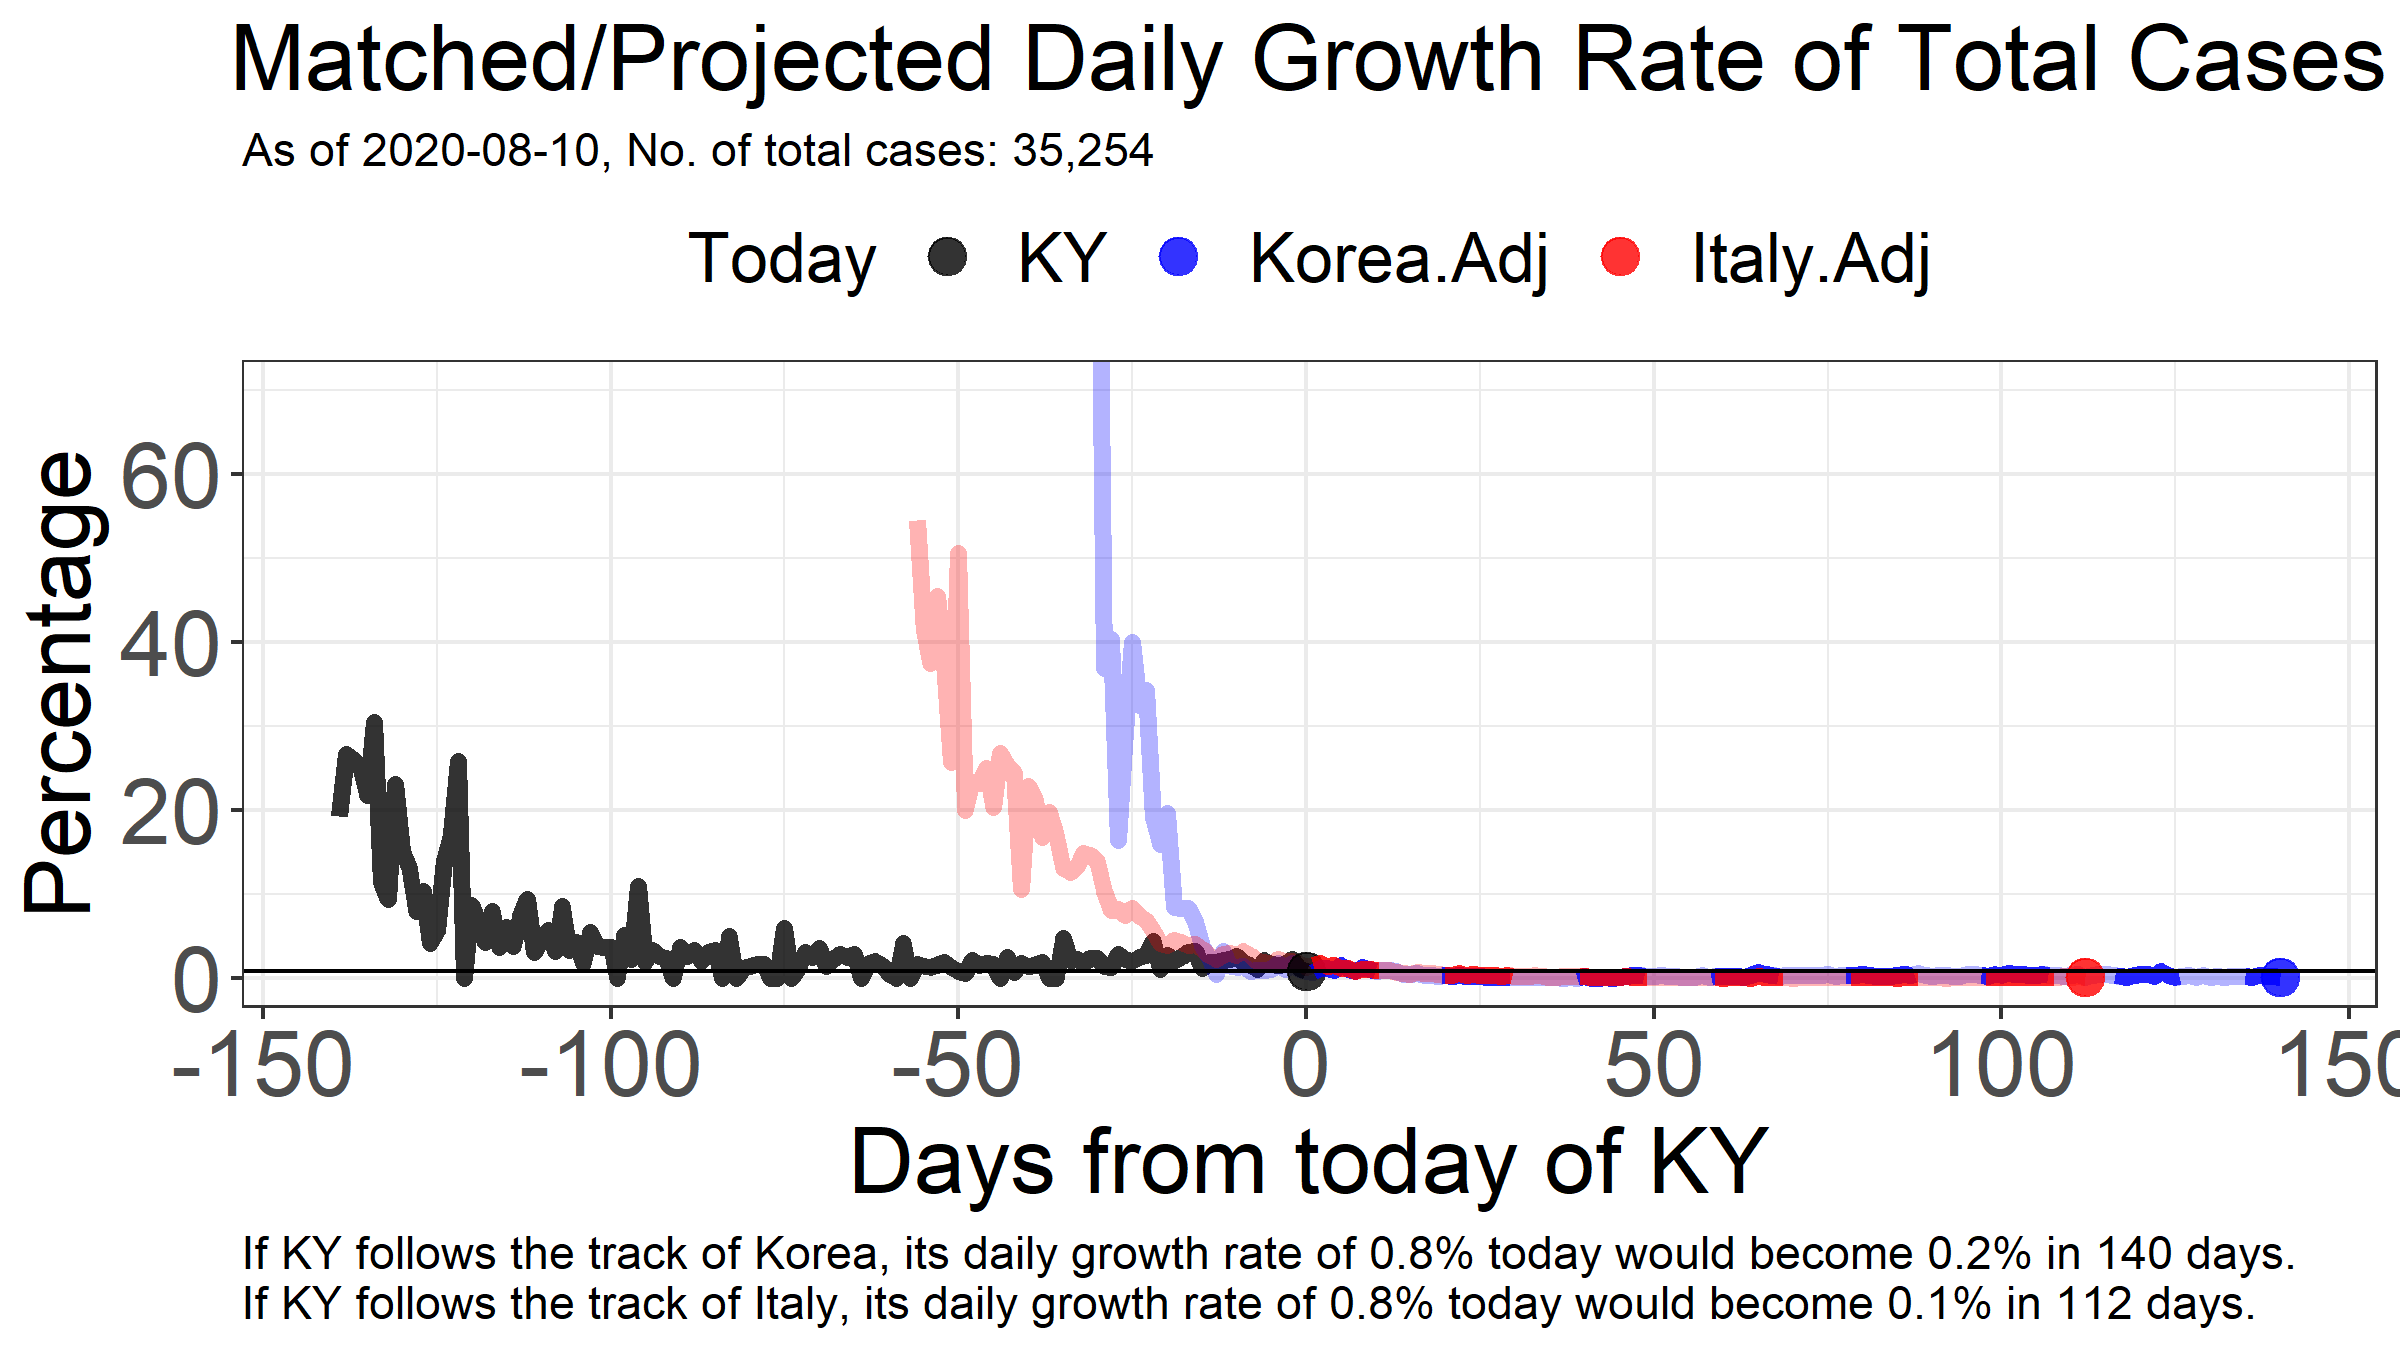 Matched/Projected Daily Growth Rate of Total Cases
As of 2020-08-10, No. of total cases: 35,254
Today KY Korea.Adj Italy.Adj
Percentage
60
40
20
0
-150 -100 -50 0 50 100 150
Days from today of KY
If KY follows the track of Korea, its daily growth rate of 0.8% today would become 0.2% in 140 days.
If KY follows the track of Italy, its daily growth rate of 0.8% today would become 0.1% in 112 days.